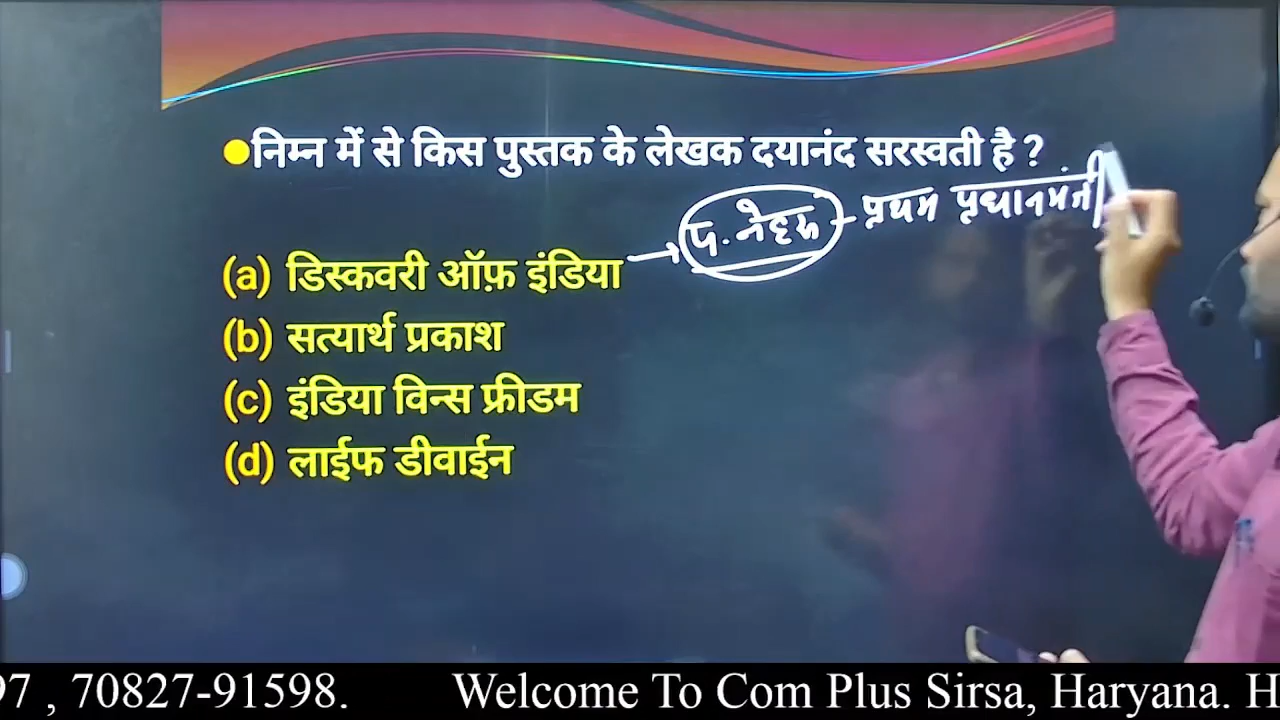 ●निम्न में से किस पुस्तक के लेखक दयानंद सरस्वती है ?
पं. नेहरू - प्रथम प्रधानमंत्री
(a) डिस्कवरी ऑफ़ इंडिया
(b) सत्यार्थ प्रकाश
(c) इंडिया विन्स फ्रीडम
(d) लाईफ डीवाईन
97 , 70827-91598. Welcome To Com Plus Sirsa, Haryana. H